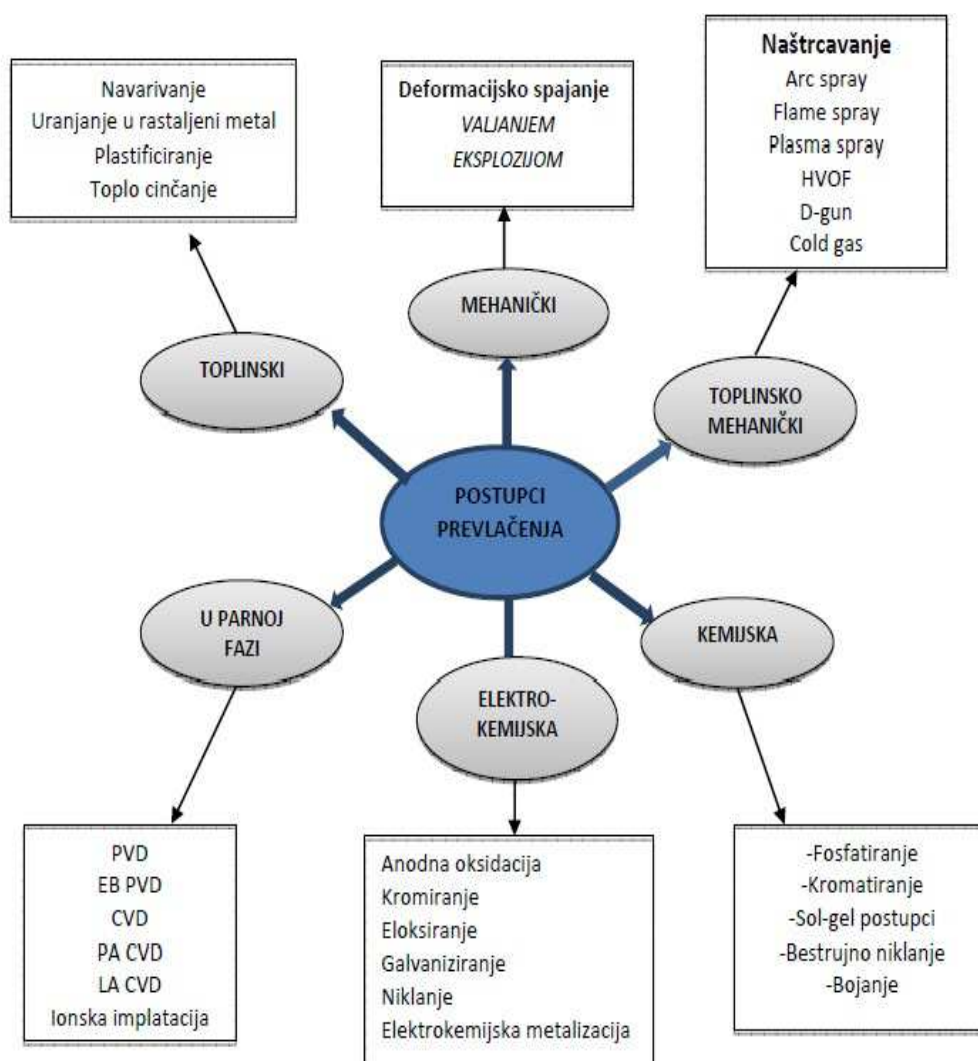 Navarivanje
Uranjanje u rastaljeni metal
Plastificiranje
Toplo cinčanje
Deformacijsko spajanje
VALJANJEM
EKSPLOZIJOM
Naštrcavanje
Arc spray
Flame spray
Plasma spray
HVOF
D-gun
Cold gas
TOPLINSKI
MEHANIČKI
TOPLINSKO
MEHANIČKI
POSTUPCI
PREVLAČENJA
U PARNOJ
FAZI
ELEKTRO-
KEMIJSKA
KEMIJSKA
PVD
EB PVD
CVD
PA CVD
LA CVD
Ionska implatacija
Anodna oksidacija
Kromiranje
Eloksiranje
Galvaniziranje
Niklanje
Elektrokemijska metalizacija
-Fosfatiranje
-Kromatiranje
-Sol-gel postupci
-Bestrujno niklanje
-Bojanje